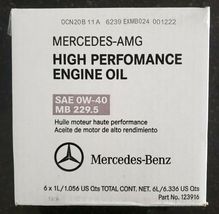 OCN20B 11A 6239 EXMB024 001222
MERCEDES-AMG
HIGH PERFOMANCE
ENGINE OIL
SAE 0W-40
MB 229.5
Huile moteur haute performance
Aceite de motor de alto rendimiento
Mercedes-Benz
6 x 1L/1.056 US Qts TOTAL CONT. NET. 6L/6.336 US Qts
Part No. 123916